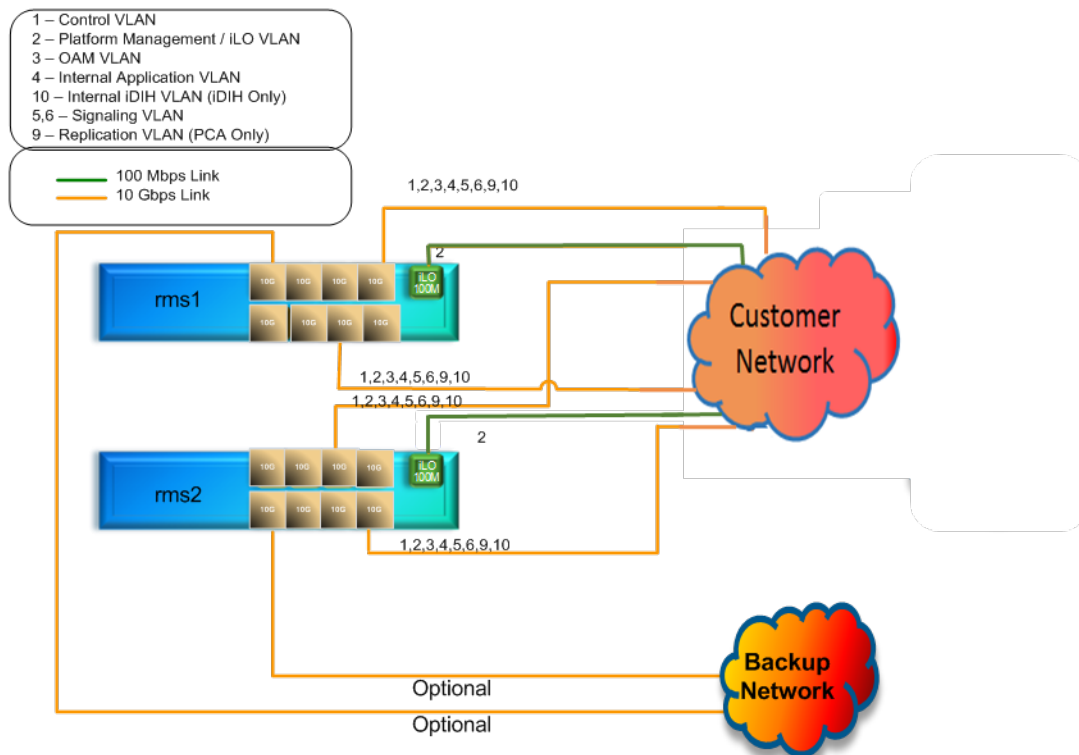 1 – Control VLAN
2 – Platform Management / iLO VLAN
3 – OAM VLAN
4 – Internal Application VLAN
10 – Internal iDIH VLAN (iDIH Only)
5,6 – Signaling VLAN
9 – Replication VLAN (PCA Only)
100 Mbps Link
10 Gbps Link
1,2,3,4,5,6,9,10
2
rms1
10G 10G 10G 10G
iLO
100M
10G 10G 10G 10G
Customer
Network
1,2,3,4,5,6,9,10
1,2,3,4,5,6,9,10
2
rms2
10G 10G 10G 10G
iLO
100M
10G 10G 10G 10G
1,2,3,4,5,6,9,10
Backup
Network
Optional
Optional